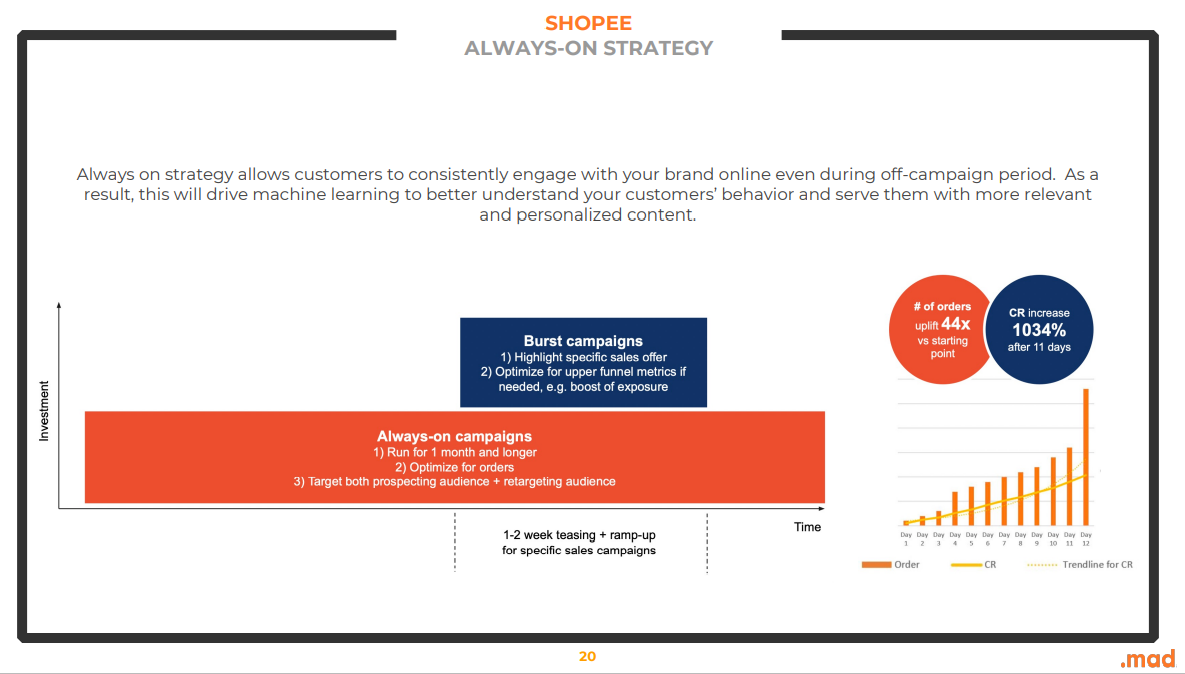 SHOPEE
ALWAYS-ON STRATEGY
Always on strategy allows customers to consistently engage with your brand online even during off-campaign period.  As a
result, this will drive machine learning to better understand your customers’ behavior and serve them with more relevant
and personalized content.
Investment
Burst campaigns
1) Highlight specific sales offer
2) Optimize for upper funnel metrics if
needed, e.g. boost of exposure
Always-on campaigns
1) Run for 1 month and longer
2) Optimize for orders
3) Target both prospecting audience + retargeting audience
Time
1-2 week teasing + ramp-up
for specific sales campaigns
# of orders
uplift 44x
vs starting
point
CR increase
1034%
after 11 days
Day Day Day Day Day Day Day Day Day Day Day Day
1 2 3 4 5 6 7 8 9 10 11 12
Order CR Trendline for CR
20
.mad